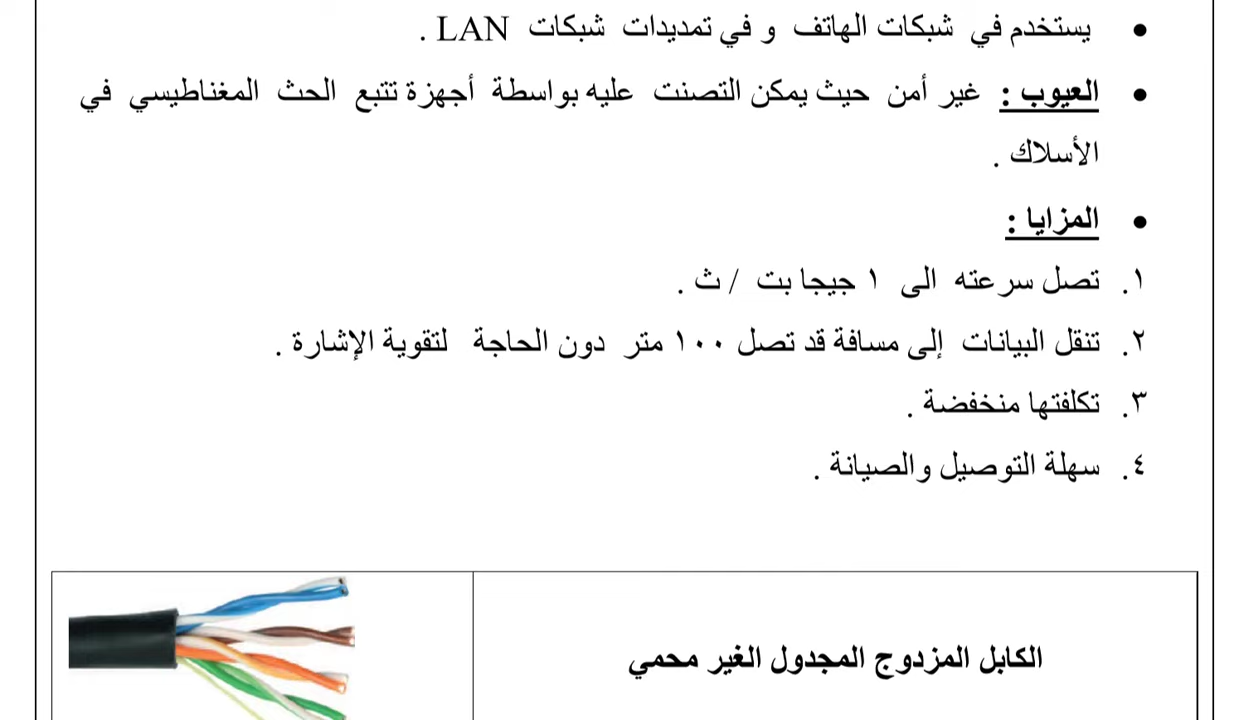 • يستخدم في شبكات الهاتف و في تمديدات شبكات LAN .
• العيوب : غير أمن حيث يمكن التصنت عليه بواسطة أجهزة تتبع الحث المغناطيسي في
الأسلاك .
• المزايا :
١. تصل سرعته الى ١ جيجا بت / ث .
٢. تنقل البيانات إلى مسافة قد تصل ١٠٠ متر دون الحاجة لتقوية الإشارة .
٣. تكلفتها منخفضة .
٤. سهلة التوصيل والصيانة .
الكابل المزدوج المجدول الغير محمي